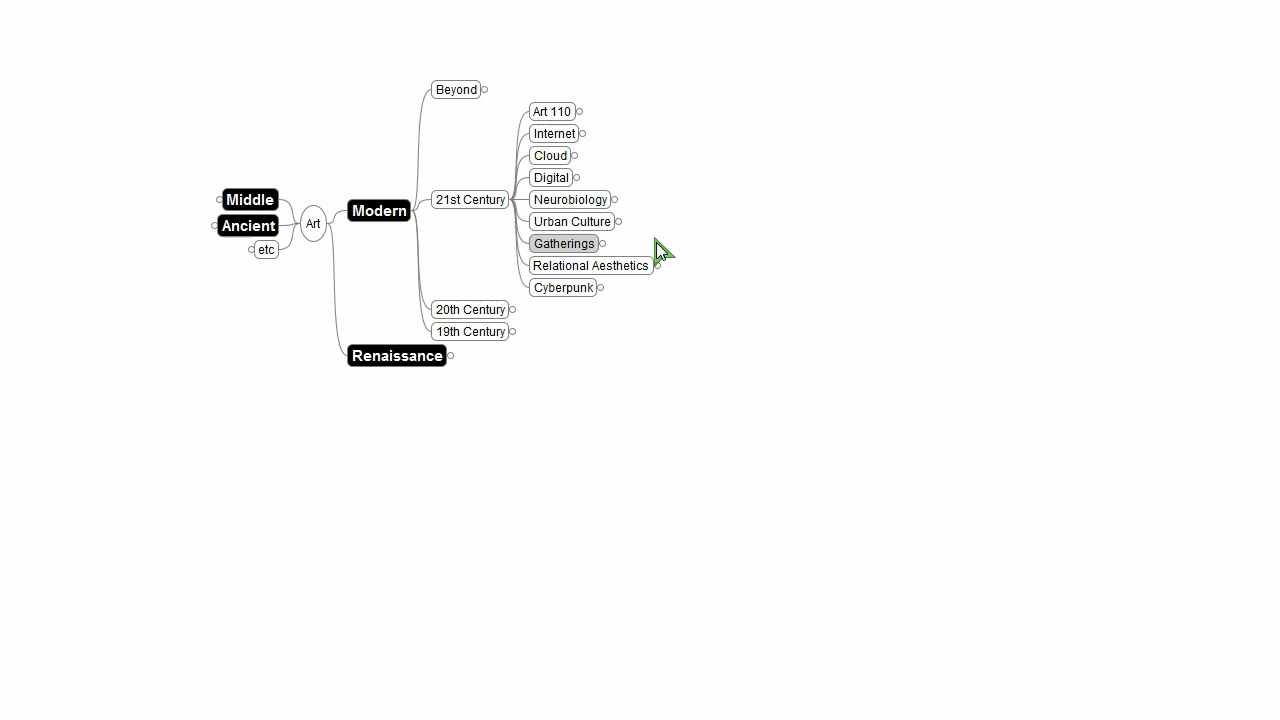 Beyond
Art 110
Internet
Cloud
Digital
Middle
21st Century
Neurobiology
Modern
Art
Urban Culture
Ancient
Gatherings
etc
Relational Aesthetics
Cyberpunk
20th Century
19th Century
Renaissance